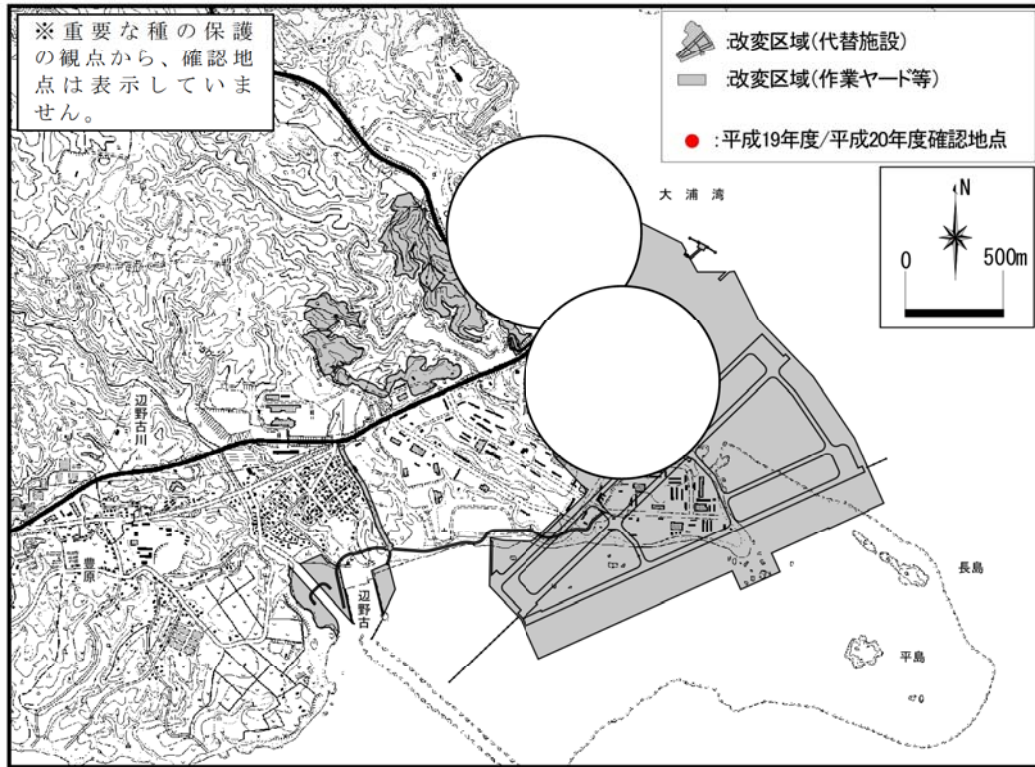 ※重要な種の保護
の観点から、確認地
点は表示していま
せん。
:改変区域(代替施設)
:改変区域(作業ヤード等)
:平成19年度/平成20年度確認地点
大浦湾
N
0 500m
辺野古川
豊原
辺野古
長島
平島